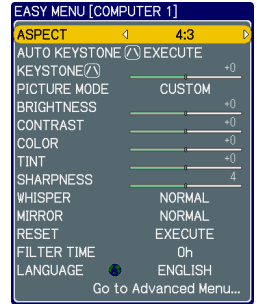 EASY MENU [COMPUTER 1]
ASPECT 4:3
AUTO KEYSTONE EXECUTE
KEYSTONE +0
PICTURE MODE CUSTOM
BRIGHTNESS +0
CONTRAST +0
COLOR +0
TINT +0
SHARPNESS 4
WHISPER NORMAL
MIRROR NORMAL
RESET EXECUTE
FILTER TIME 0h
LANGUAGE ENGLISH
Go to Advanced Menu...